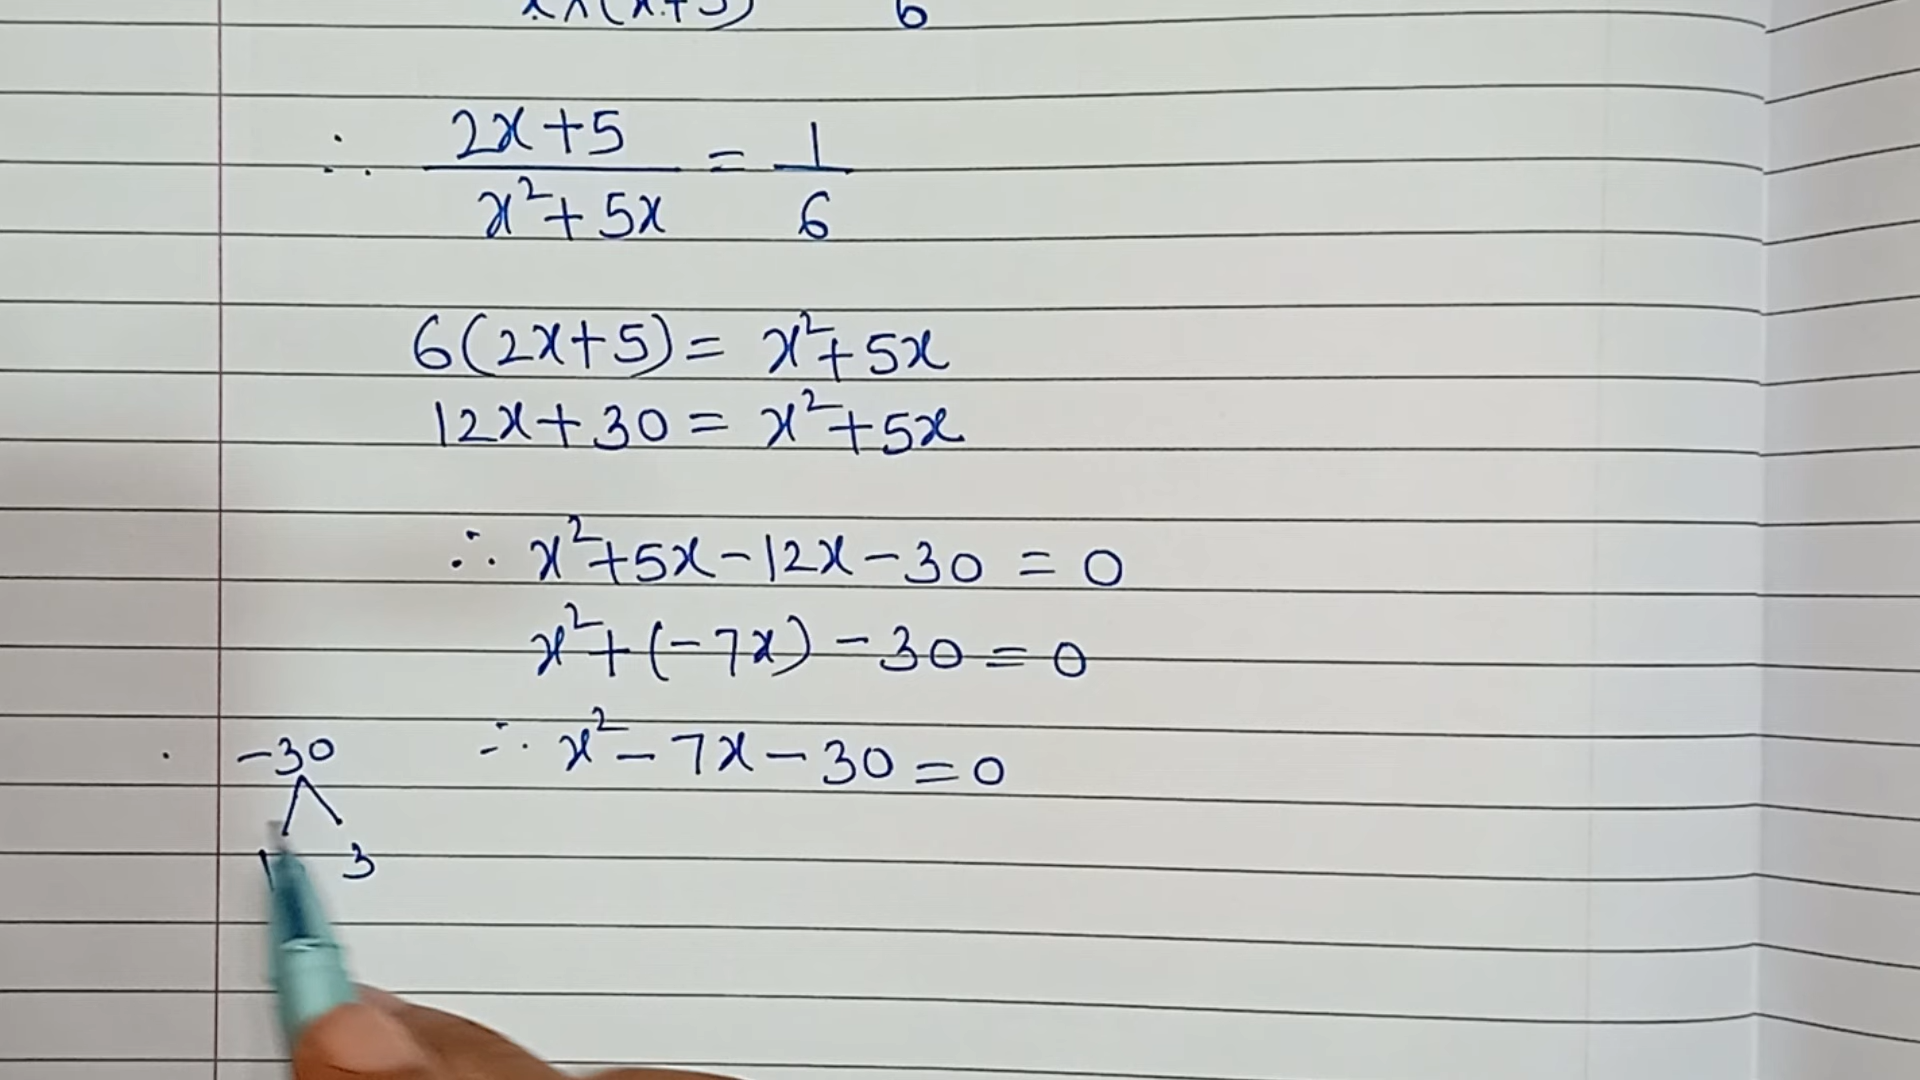 6
∴ 2x+5 / x²+5x = 1 / 6
6(2x+5) = x²+5x
12x+30 = x²+5x
∴ x²+5x-12x-30 = 0
x²+(-7x)-30=0
-30 ∴ x²-7x-30=0
3